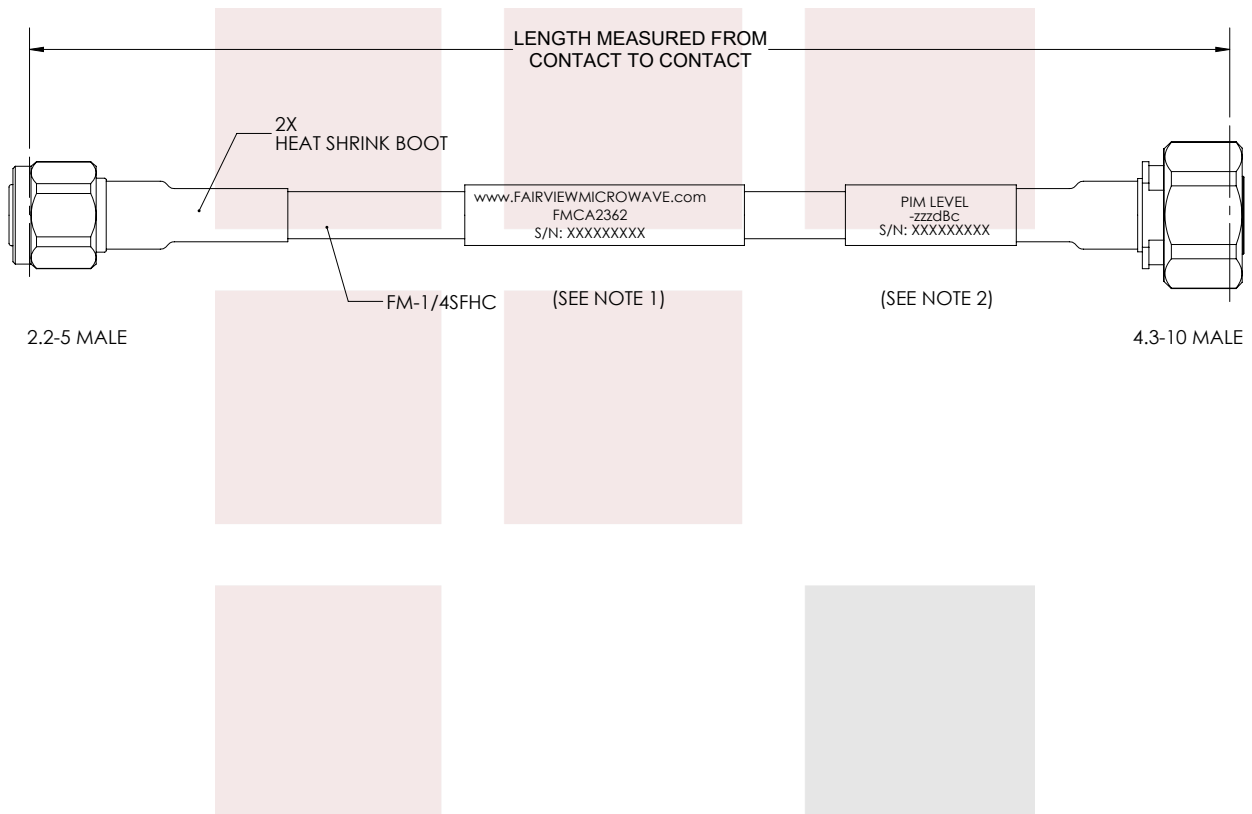 LENGTH MEASURED FROM
CONTACT TO CONTACT
2X
HEAT SHRINK BOOT
www.FAIRVIEWMICROWAVE.com
FMCA2362
S/N: XXXXXXXXX
PIM LEVEL
-zzzdBc
S/N: XXXXXXXXX
FM-1/4SFHC
(SEE NOTE 1)
(SEE NOTE 2)
2.2-5 MALE
4.3-10 MALE